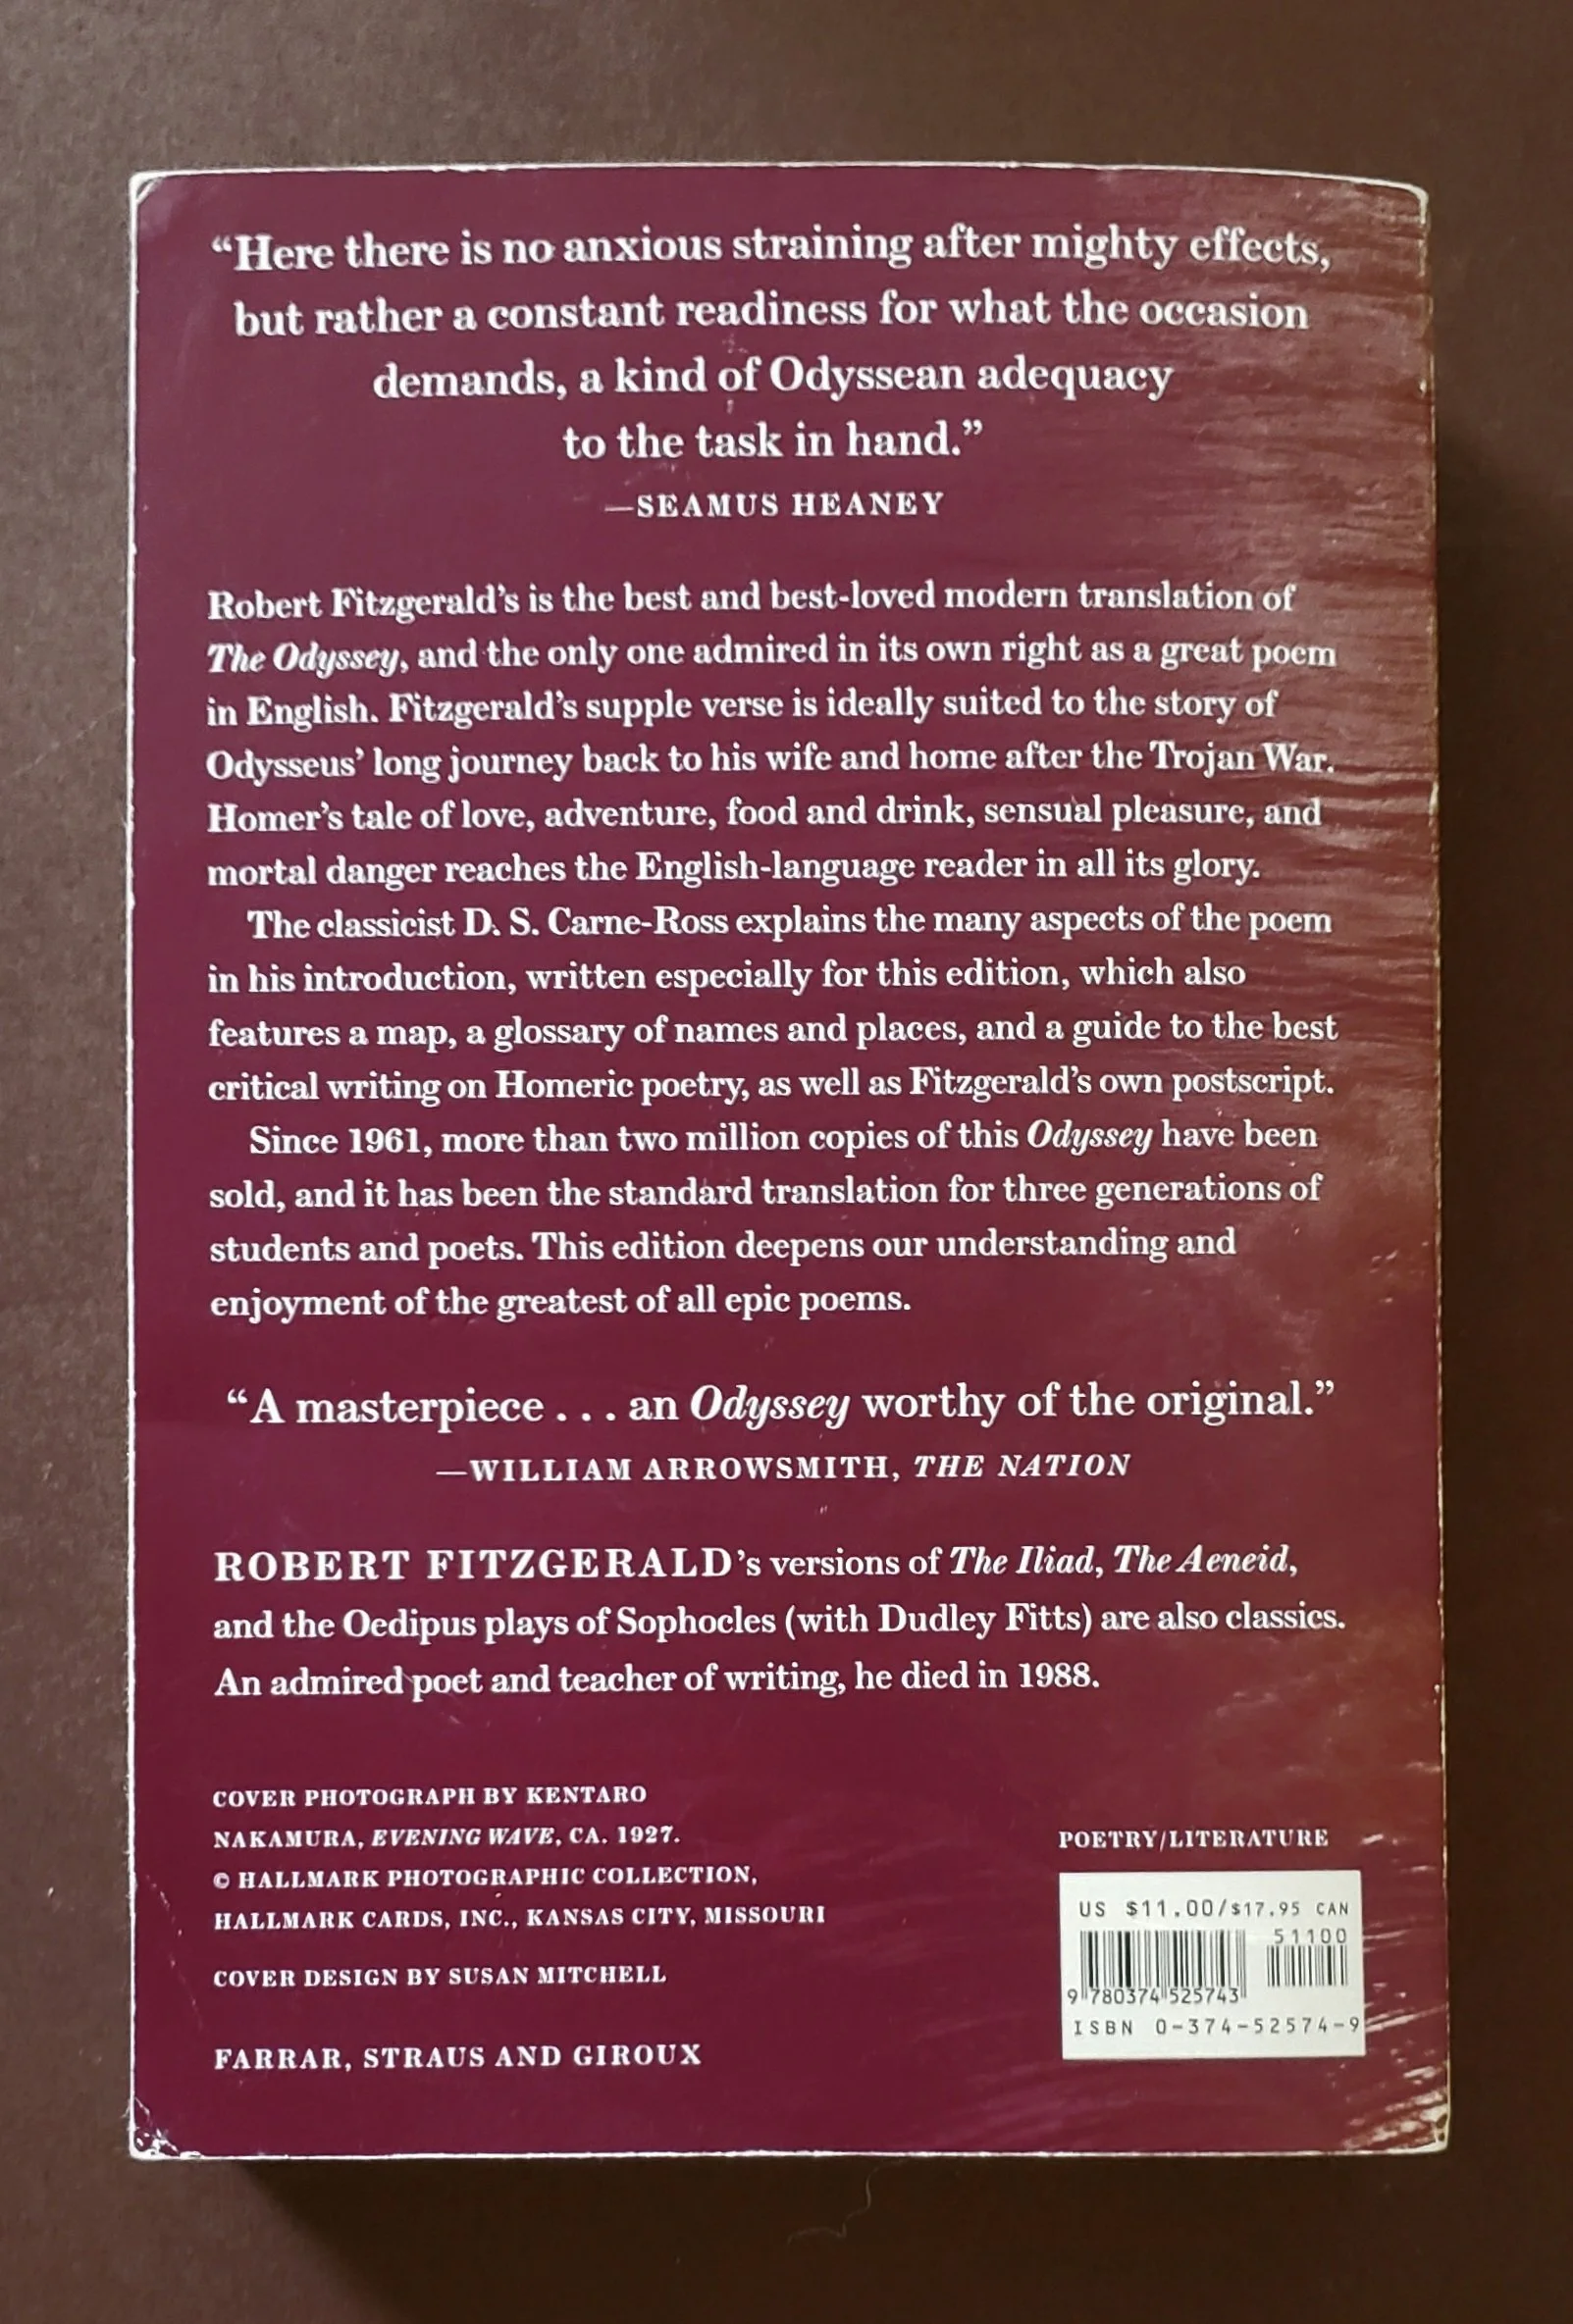 “Here there is no anxious straining after mighty effects,
but rather a constant readiness for what the occasion
demands, a kind of Odyssean adequacy
to the task in hand.”
—SEAMUS HEANEY
Robert Fitzgerald’s is the best and best-loved modern translation of
The Odyssey, and the only one admired in its own right as a great poem
in English. Fitzgerald’s supple verse is ideally suited to the story of
Odysseus’ long journey back to his wife and home after the Trojan War.
Homer’s tale of love, adventure, food and drink, sensual pleasure, and
mortal danger reaches the English-language reader in all its glory.
The classicist D. S. Carne-Ross explains the many aspects of the poem
in his introduction, written especially for this edition, which also
features a map, a glossary of names and places, and a guide to the best
critical writing on Homeric poetry, as well as Fitzgerald’s own postscript.
Since 1961, more than two million copies of this Odyssey have been
sold, and it has been the standard translation for three generations of
students and poets. This edition deepens our understanding and
enjoyment of the greatest of all epic poems.
“A masterpiece . . . an Odyssey worthy of the original.”
—WILLIAM ARROWSMITH, THE NATION
ROBERT FITZGERALD’s versions of The Iliad, The Aeneid,
and the Oedipus plays of Sophocles (with Dudley Fitts) are also classics.
An admired poet and teacher of writing, he died in 1988.
COVER PHOTOGRAPH BY KENTARO
NAKAMURA, EVENING WAVE, CA. 1927.
© HALLMARK PHOTOGRAPHIC COLLECTION,
HALLMARK CARDS, INC., KANSAS CITY, MISSOURI
COVER DESIGN BY SUSAN MITCHELL
FARRAR, STRAUS AND GIROUX
POETRY/LITERATURE
US $11.00/$17.95 CAN
51100
9 780374 525743
ISBN 0-374-52574-9